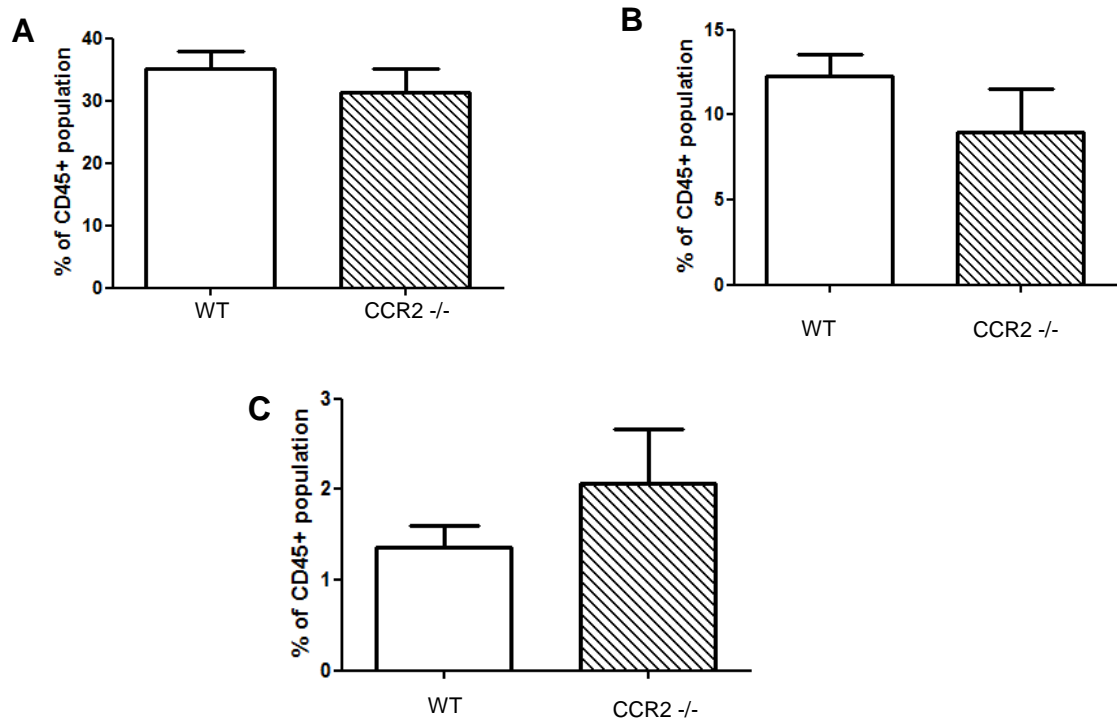 A
% of CD45+ population
40
30
20
10
0
WT
CCR2 -/-
B
% of CD45+ population
15
10
5
0
WT
CCR2 -/-
C
% of CD45+ population
3
2
1
0
WT
CCR2 -/-